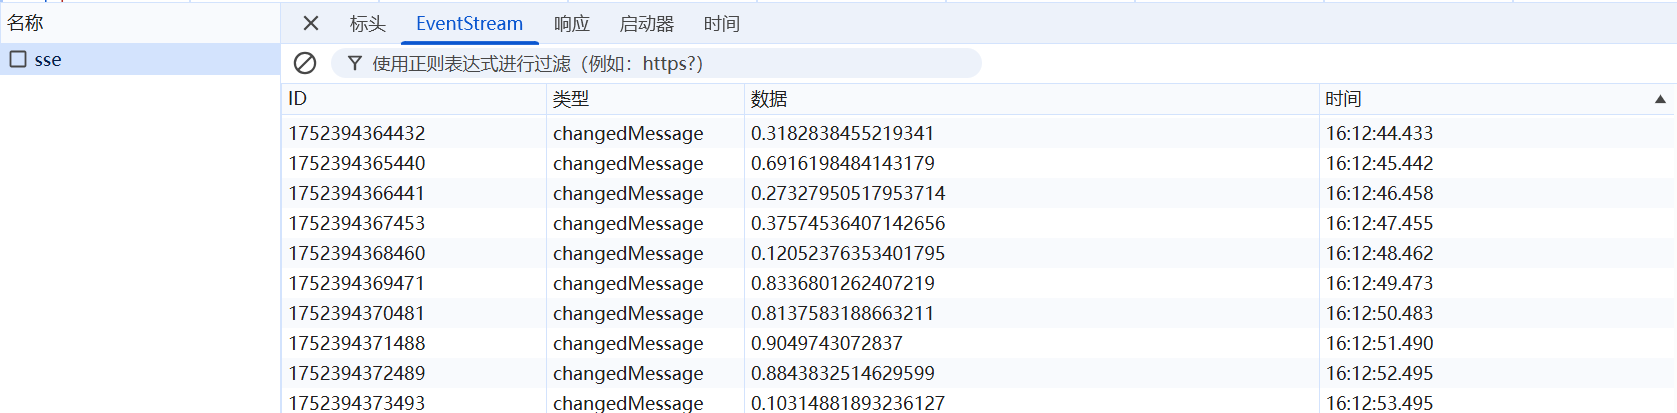 名称
标头 EventStream 响应 启动器 时间
sse
使用正则表达式进行过滤（例如：https?）
ID 类型 数据 时间
1752394364432 changedMessage 0.3182838455219341 16:12:44.433
1752394365440 changedMessage 0.6916198484143179 16:12:45.442
1752394366441 changedMessage 0.27327950517953714 16:12:46.458
1752394367453 changedMessage 0.37574536407142656 16:12:47.455
1752394368460 changedMessage 0.12052376353401795 16:12:48.462
1752394369471 changedMessage 0.8336801262407219 16:12:49.473
1752394370481 changedMessage 0.8137583188663211 16:12:50.483
1752394371488 changedMessage 0.9049743072837 16:12:51.490
1752394372489 changedMessage 0.8843832514629599 16:12:52.495
1752394373493 changedMessage 0.10314881893236127 16:12:53.495